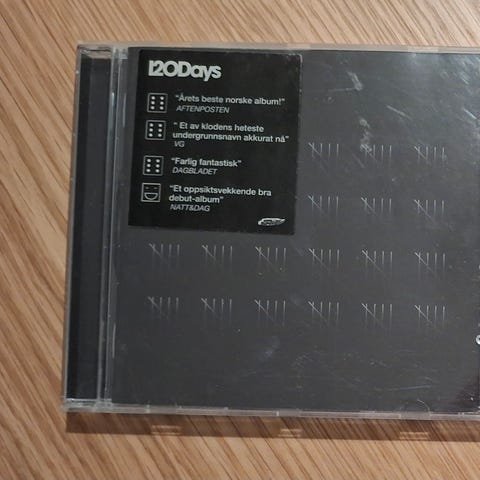 120Days
"Årets beste norske album!"
AFTENPOSTEN
"Et av klodens heteste
undergrunnsnavn akkurat nå"
VG
"Farlig fantastisk"
DAGBLADET
"Et oppsiktsvekkende bra
debut-album"
NATT&DAG